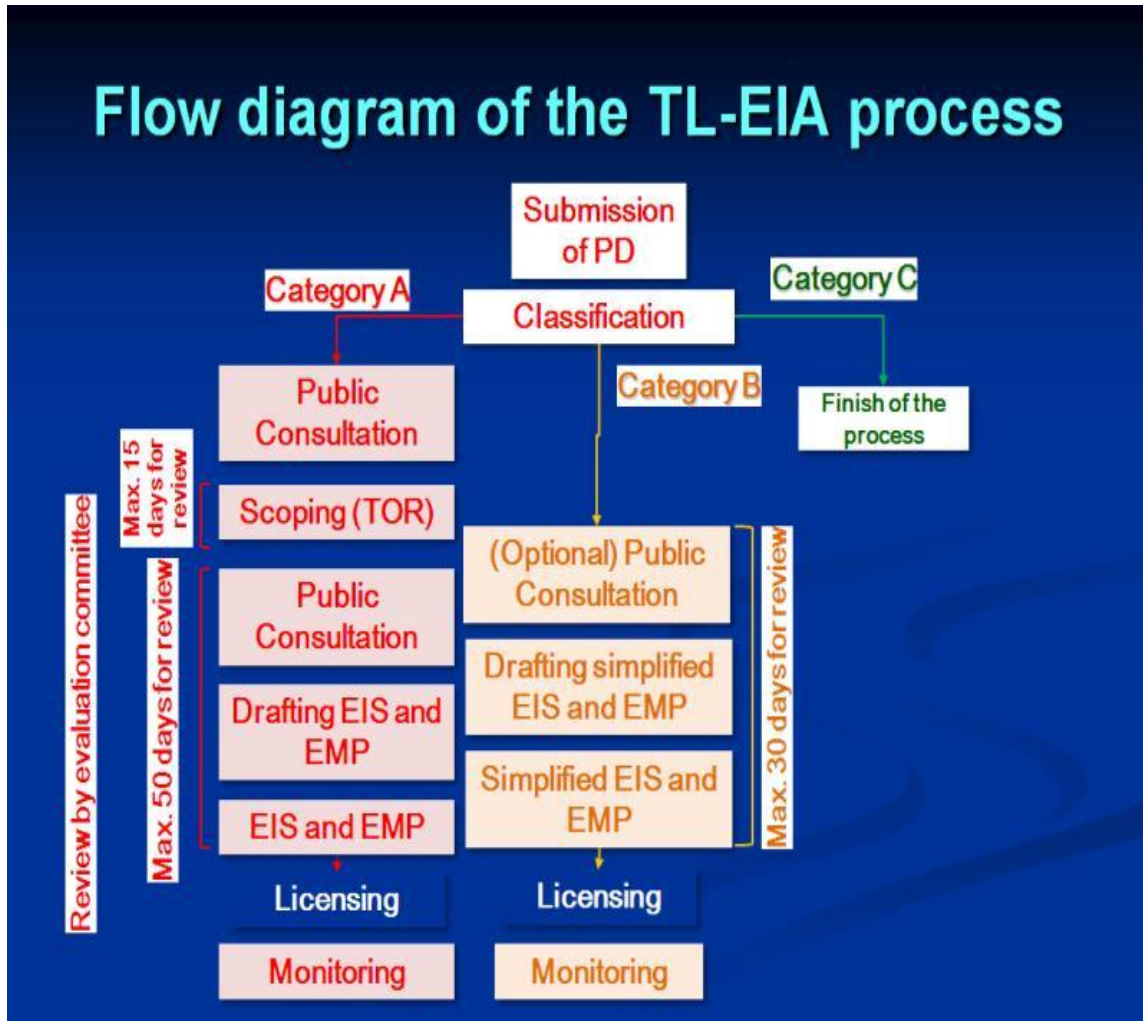 Flow diagram of the TL-EIA process
Submission
of PD
Category A
Category C
Classification
Public
Consultation
Category B
Finish of the
process
Review by evaluation committee
Max. 15
days for
review
Scoping (TOR)
(Optional) Public
Consultation
Max. 50 days for review
Public
Consultation
Drafting simplified
EIS and EMP
Max. 30 days for review
Drafting EIS and
EMP
Simplified EIS and
EMP
EIS and EMP
Licensing
Licensing
Monitoring
Monitoring